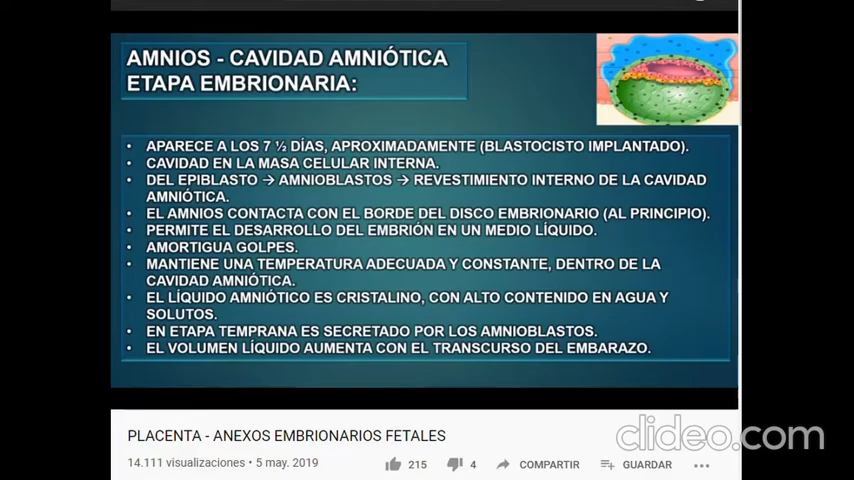 AMNIOS - CAVIDAD AMNIÓTICA
ETAPA EMBRIONARIA:
• APARECE A LOS 7 ½ DÍAS, APROXIMADAMENTE (BLASTOCISTO IMPLANTADO).
• CAVIDAD EN LA MASA CELULAR INTERNA.
• DEL EPIBLASTO → AMNIOBLASTOS → REVESTIMIENTO INTERNO DE LA CAVIDAD
AMNIÓTICA.
• EL AMNIOS CONTACTA CON EL BORDE DEL DISCO EMBRIONARIO (AL PRINCIPIO).
• PERMITE EL DESARROLLO DEL EMBRIÓN EN UN MEDIO LÍQUIDO.
• AMORTIGUA GOLPES.
• MANTIENE UNA TEMPERATURA ADECUADA Y CONSTANTE, DENTRO DE LA
CAVIDAD AMNIÓTICA.
• EL LÍQUIDO AMNIÓTICO ES CRISTALINO, CON ALTO CONTENIDO EN AGUA Y
SOLUTOS.
• EN ETAPA TEMPRANA ES SECRETADO POR LOS AMNIOBLASTOS.
• EL VOLUMEN LÍQUIDO AUMENTA CON EL TRANSCURSO DEL EMBARAZO.
PLACENTA - ANEXOS EMBRIONARIOS FETALES
clideo.com
14.111 visualizaciones • 5 may. 2019 215 4 COMPARTIR GUARDAR